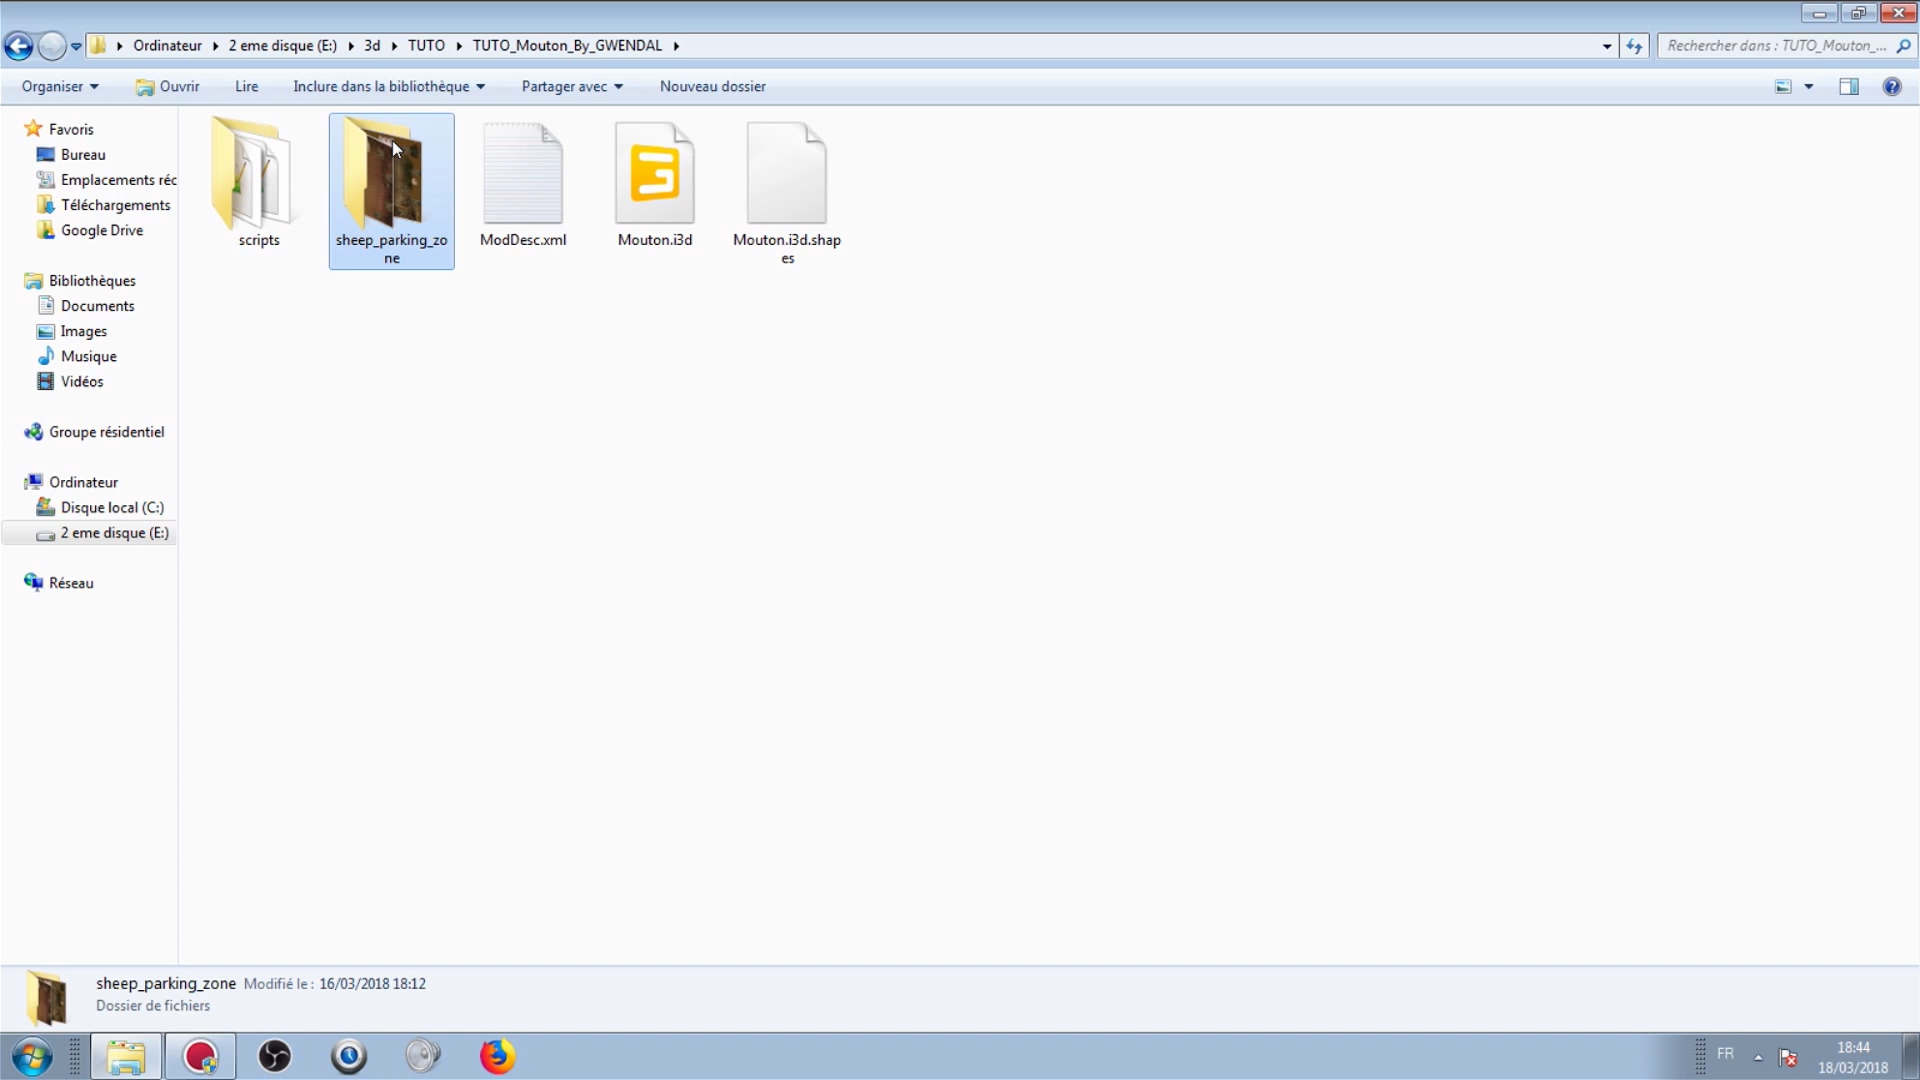 Ordinateur 2 eme disque (E:) 3d TUTO TUTO_Mouton_By_GWENDAL
Rechercher dans : TUTO_Mouton_...
Organiser Ouvrir Lire Inclure dans la bibliothèque Partager avec Nouveau dossier
Favoris
Bureau
Emplacements réc
Téléchargements
Google Drive
Bibliothèques
Documents
Images
Musique
Vidéos
Groupe résidentiel
Ordinateur
Disque local (C:)
2 eme disque (E:)
Réseau
scripts
sheep_parking_zo
ne
ModDesc.xml
Mouton.i3d
Mouton.i3d.shap
es
sheep_parking_zone Modifié le : 16/03/2018 18:12
Dossier de fichiers
FR
18:44
18/03/2018